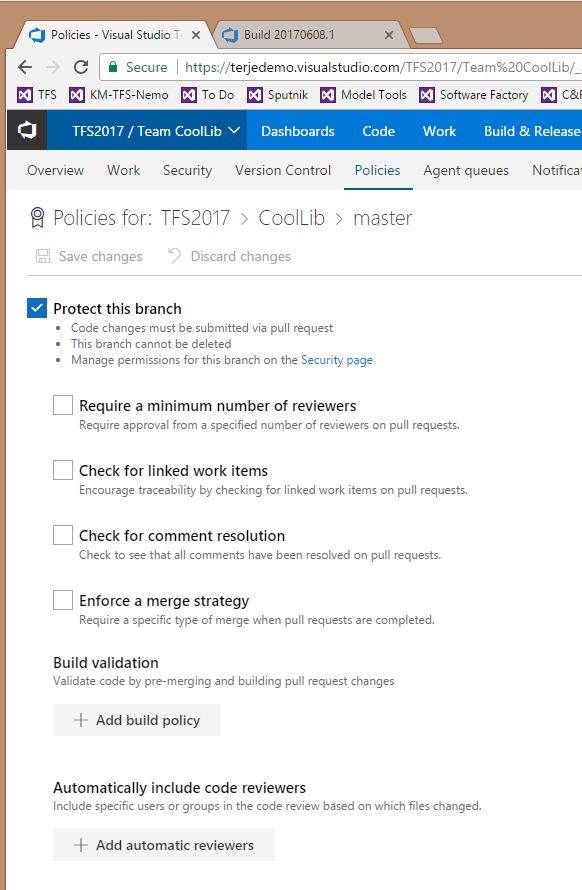 Policies - Visual Studio Te
Build 20170608.1
Secure
https://terjedemo.visualstudio.com/TFS2017/Team%20CoolLib/_
TFS
KM-TFS-Nemo
To Do
Sputnik
Model Tools
Software Factory
C&
TFS2017 / Team CoolLib
Dashboards
Code
Work
Build & Release
Overview
Work
Security
Version Control
Policies
Agent queues
Notificat
Policies for: TFS2017 > CoolLib > master
Save changes
Discard changes
Protect this branch
• Code changes must be submitted via pull request
• This branch cannot be deleted
• Manage permissions for this branch on the Security page
Require a minimum number of reviewers
Require approval from a specified number of reviewers on pull requests.
Check for linked work items
Encourage traceability by checking for linked work items on pull requests.
Check for comment resolution
Check to see that all comments have been resolved on pull requests.
Enforce a merge strategy
Require a specific type of merge when pull requests are completed.
Build validation
Validate code by pre-merging and building pull request changes
+ Add build policy
Automatically include code reviewers
Include specific users or groups in the code review based on which files changed.
+ Add automatic reviewers